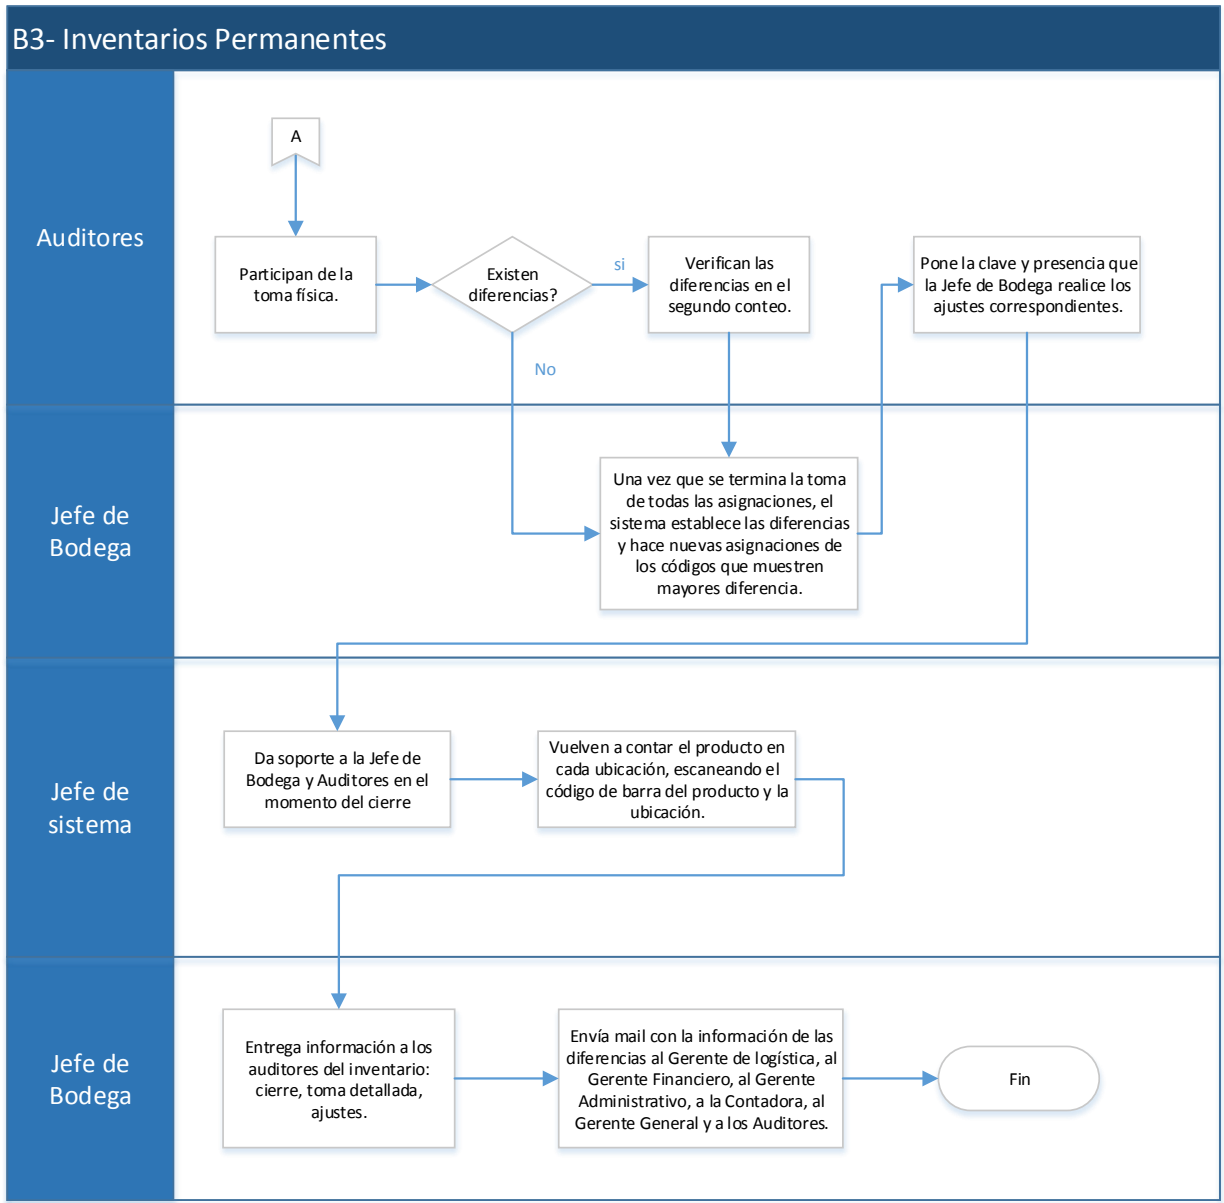 B3- Inventarios Permanentes
Auditores
A
Participan de la
toma física.
Existen
diferencias?
si
No
Verifican las
diferencias en el
segundo conteo.
Pone la clave y presencia que
la Jefe de Bodega realice los
ajustes correspondientes.
Jefe de
Bodega
Una vez que se termina la toma
de todas las asignaciones, el
sistema establece las diferencias
y hace nuevas asignaciones de
los códigos que muestren
mayores diferencia.
Jefe de
sistema
Da soporte a la Jefe de
Bodega y Auditores en el
momento del cierre
Vuelven a contar el producto en
cada ubicación, escaneando el
código de barra del producto y la
ubicación.
Jefe de
Bodega
Entrega información a los
auditores del inventario:
cierre, toma detallada,
ajustes.
Envía mail con la información de las
diferencias al Gerente de logística, al
Gerente Financiero, al Gerente
Administrativo, a la Contadora, al
Gerente General y a los Auditores.
Fin